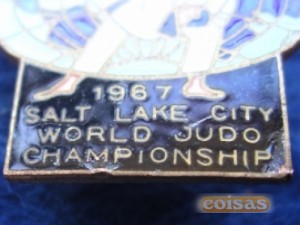 1967
SALT LAKE CITY
WORLD JUDO
CHAMPIONSHIP
coisas